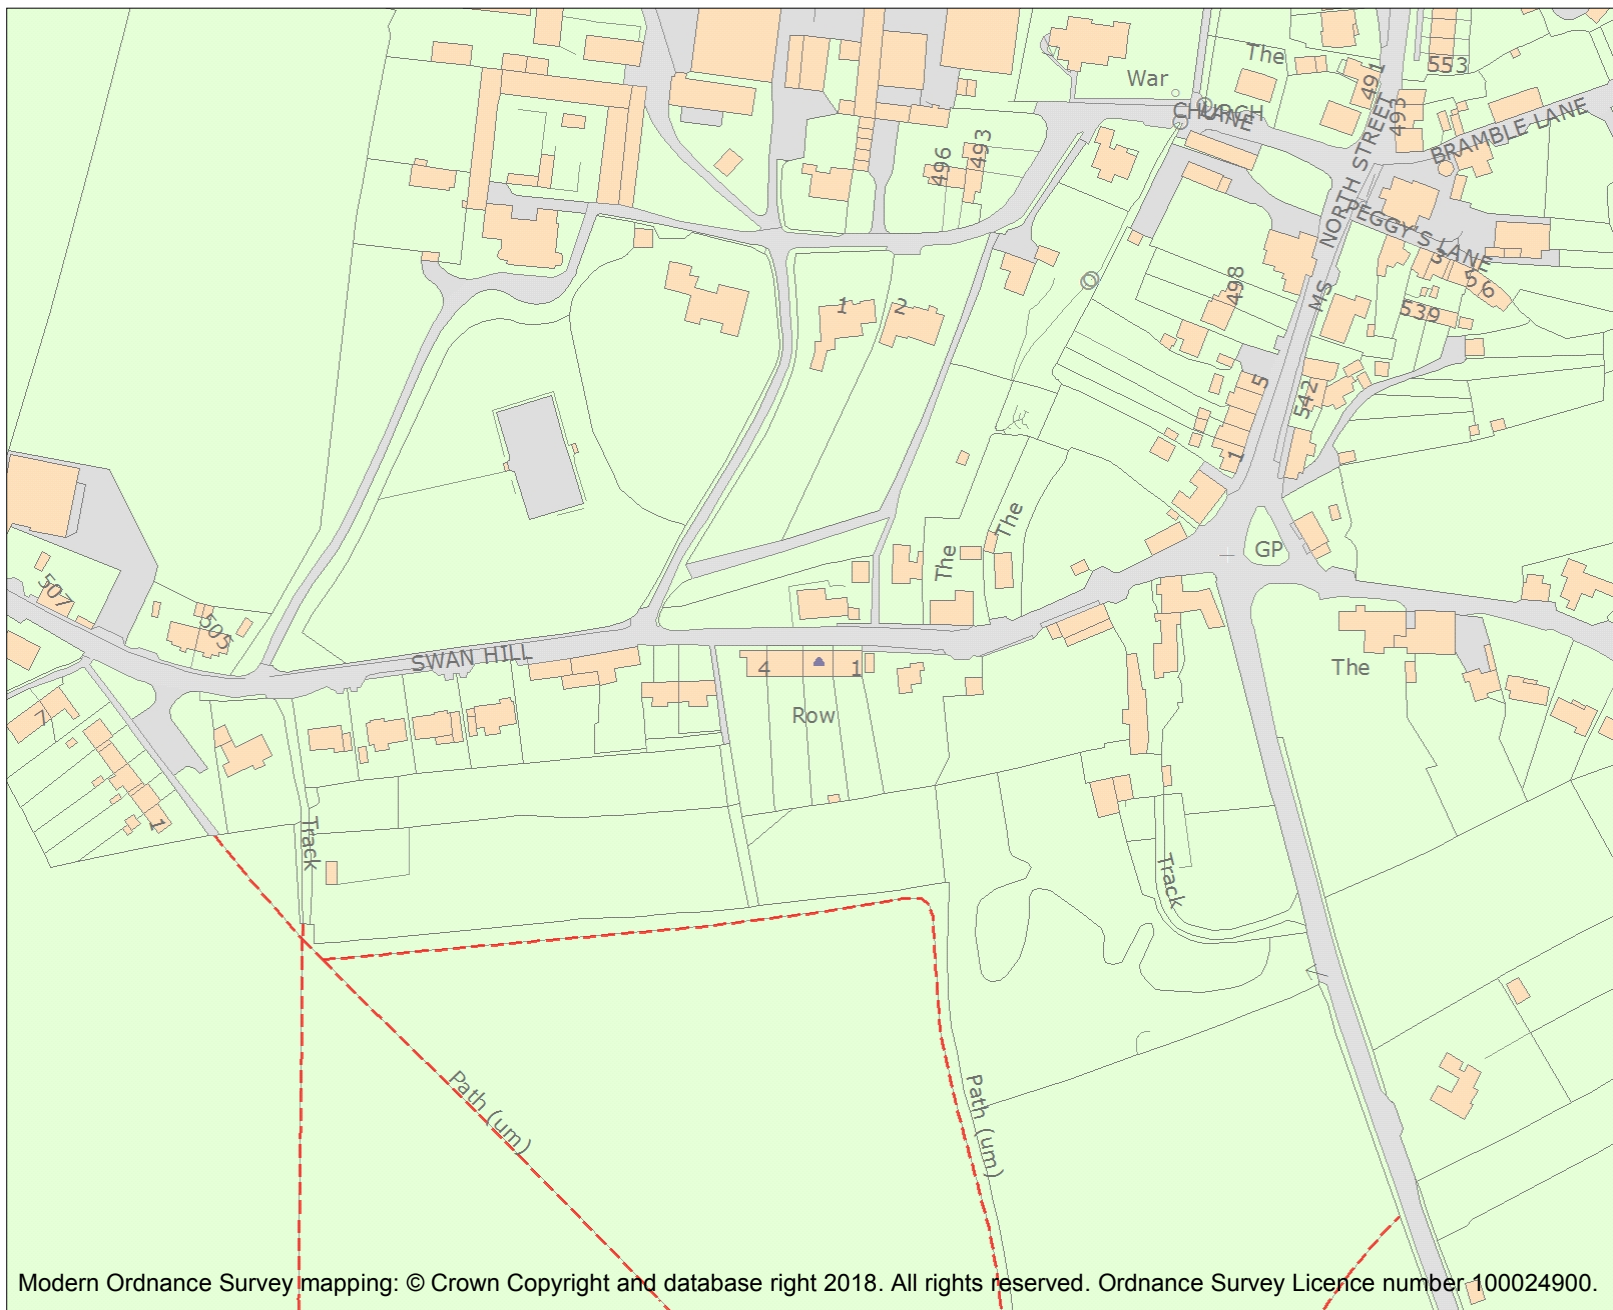 The
553
War
491
493
CHURCH
LANE
BRAMBLE LANE
493
496
NORTH STREET
PEGGY'S LANE
3
5 6
498
MS
539
1
2
5
542
1
The
The
GP
507
505
SWAN HILL
4
1
The
7
Row
1
Track
Track
Path (um)
Path (um)
Modern Ordnance Survey mapping: © Crown Copyright and database right 2018. All rights reserved. Ordnance Survey Licence number 100024900.